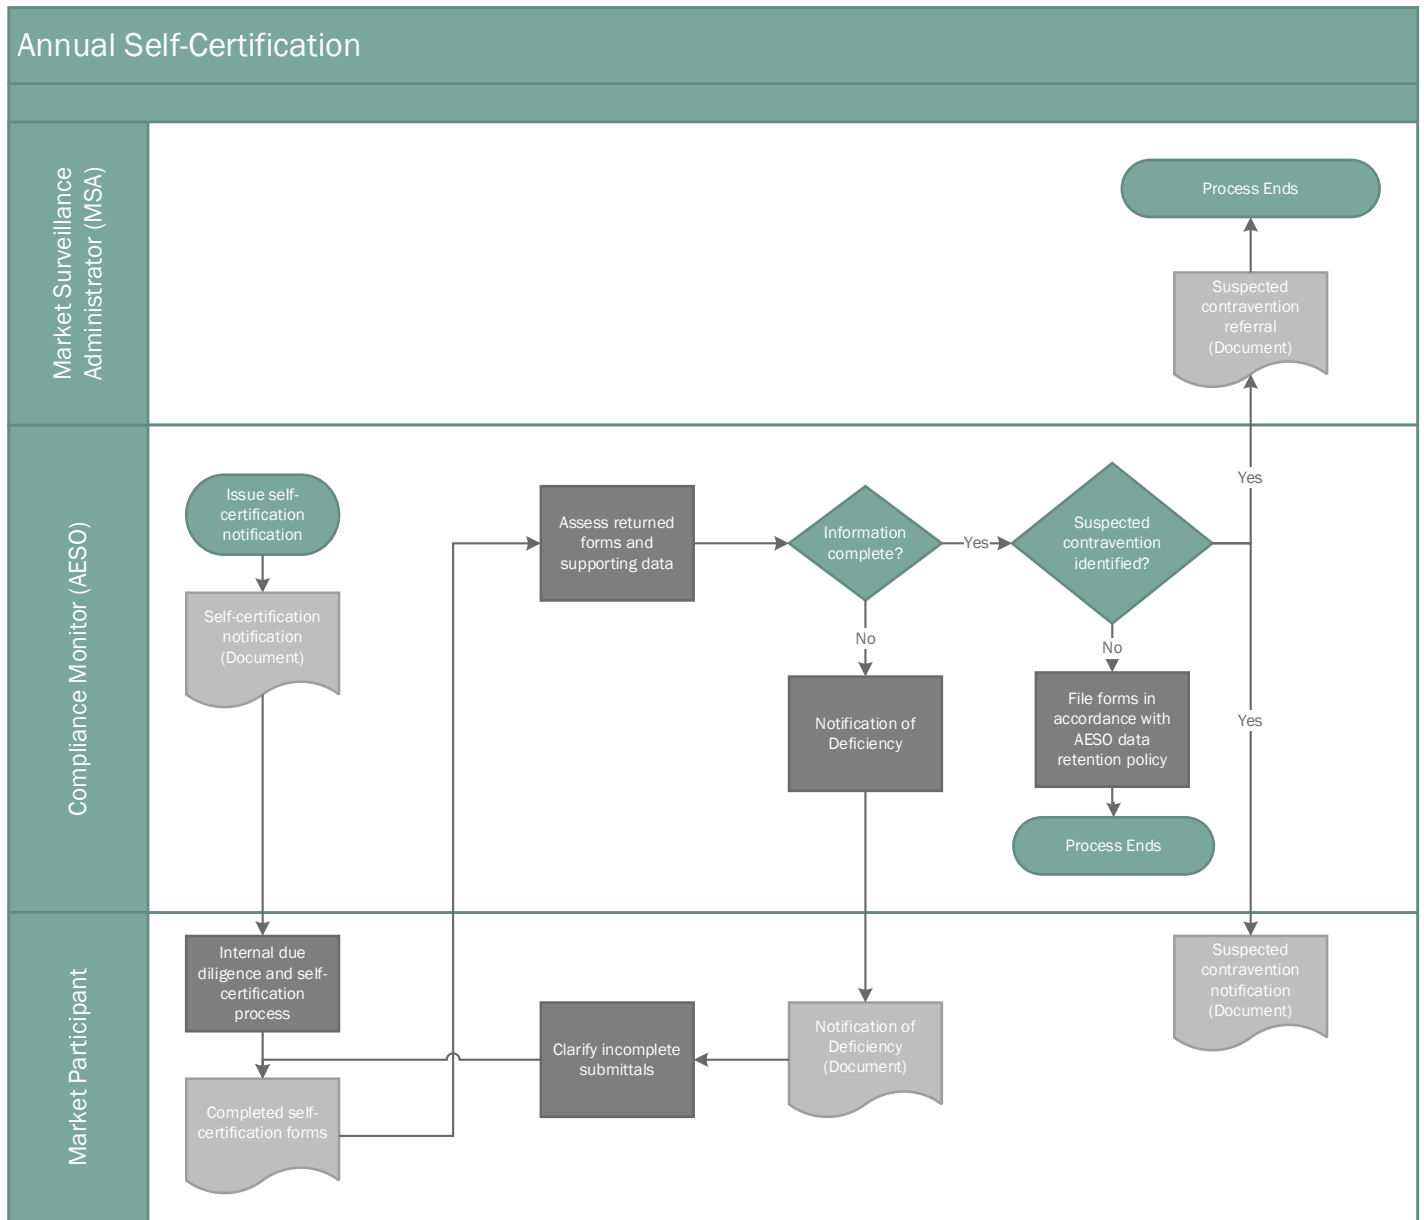 Annual Self-Certification
Market Surveillance
Administrator (MSA)
Process Ends
Suspected
contravention
referral
(Document)
Yes
Compliance Monitor (AESO)
Issue self-
certification
notification
Self-certification
notification
(Document)
Assess returned
forms and
supporting data
Information
complete?
Yes
Suspected
contravention
identified?
No
No
Notification of
Deficiency
File forms in
accordance with
AESO data
retention policy
Yes
Process Ends
Market Participant
Internal due
diligence and self-
certification
process
Completed self-
certification forms
Clarify incomplete
submittals
Notification of
Deficiency
(Document)
Suspected
contravention
notification
(Document)